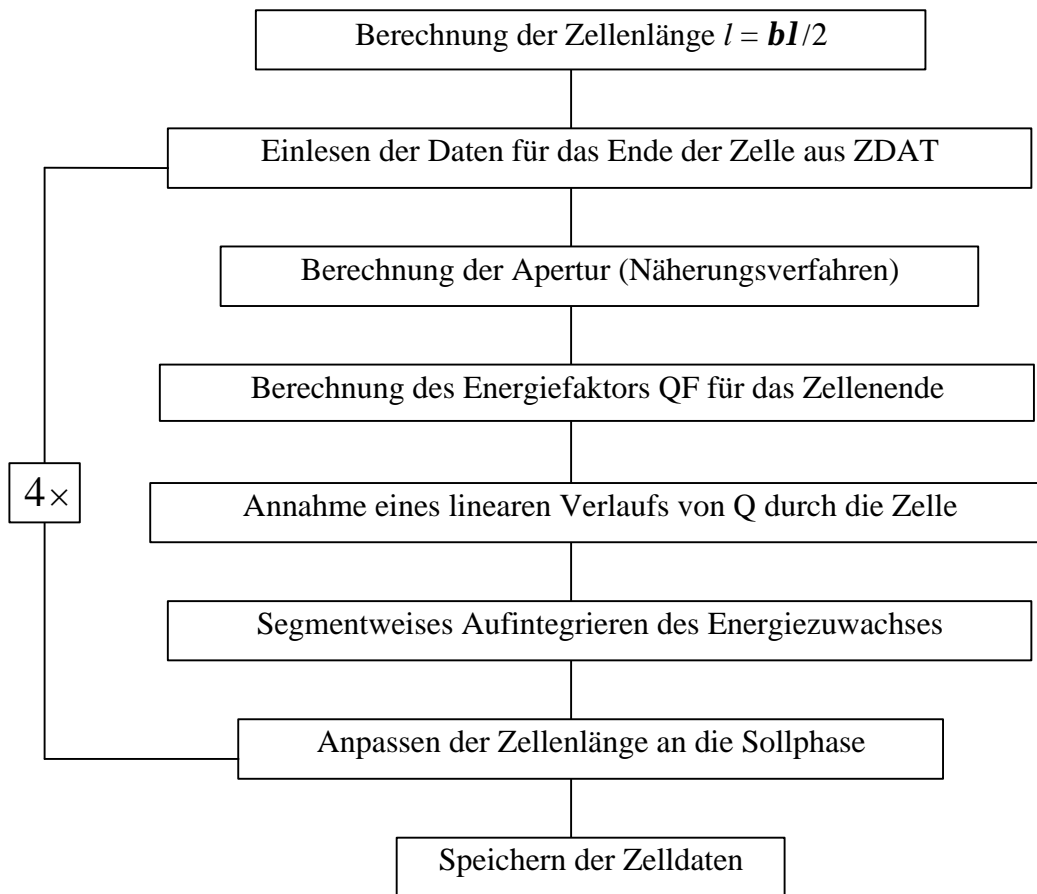 Berechnung der Zellenlänge l = bl/2
Einlesen der Daten für das Ende der Zelle aus ZDAT
Berechnung der Apertur (Näherungsverfahren)
Berechnung des Energiefaktors QF für das Zellenende
4×
Annahme eines linearen Verlaufs von Q durch die Zelle
Segmentweises Aufintegrieren des Energiezuwachses
Anpassen der Zellenlänge an die Sollphase
Speichern der Zelldaten